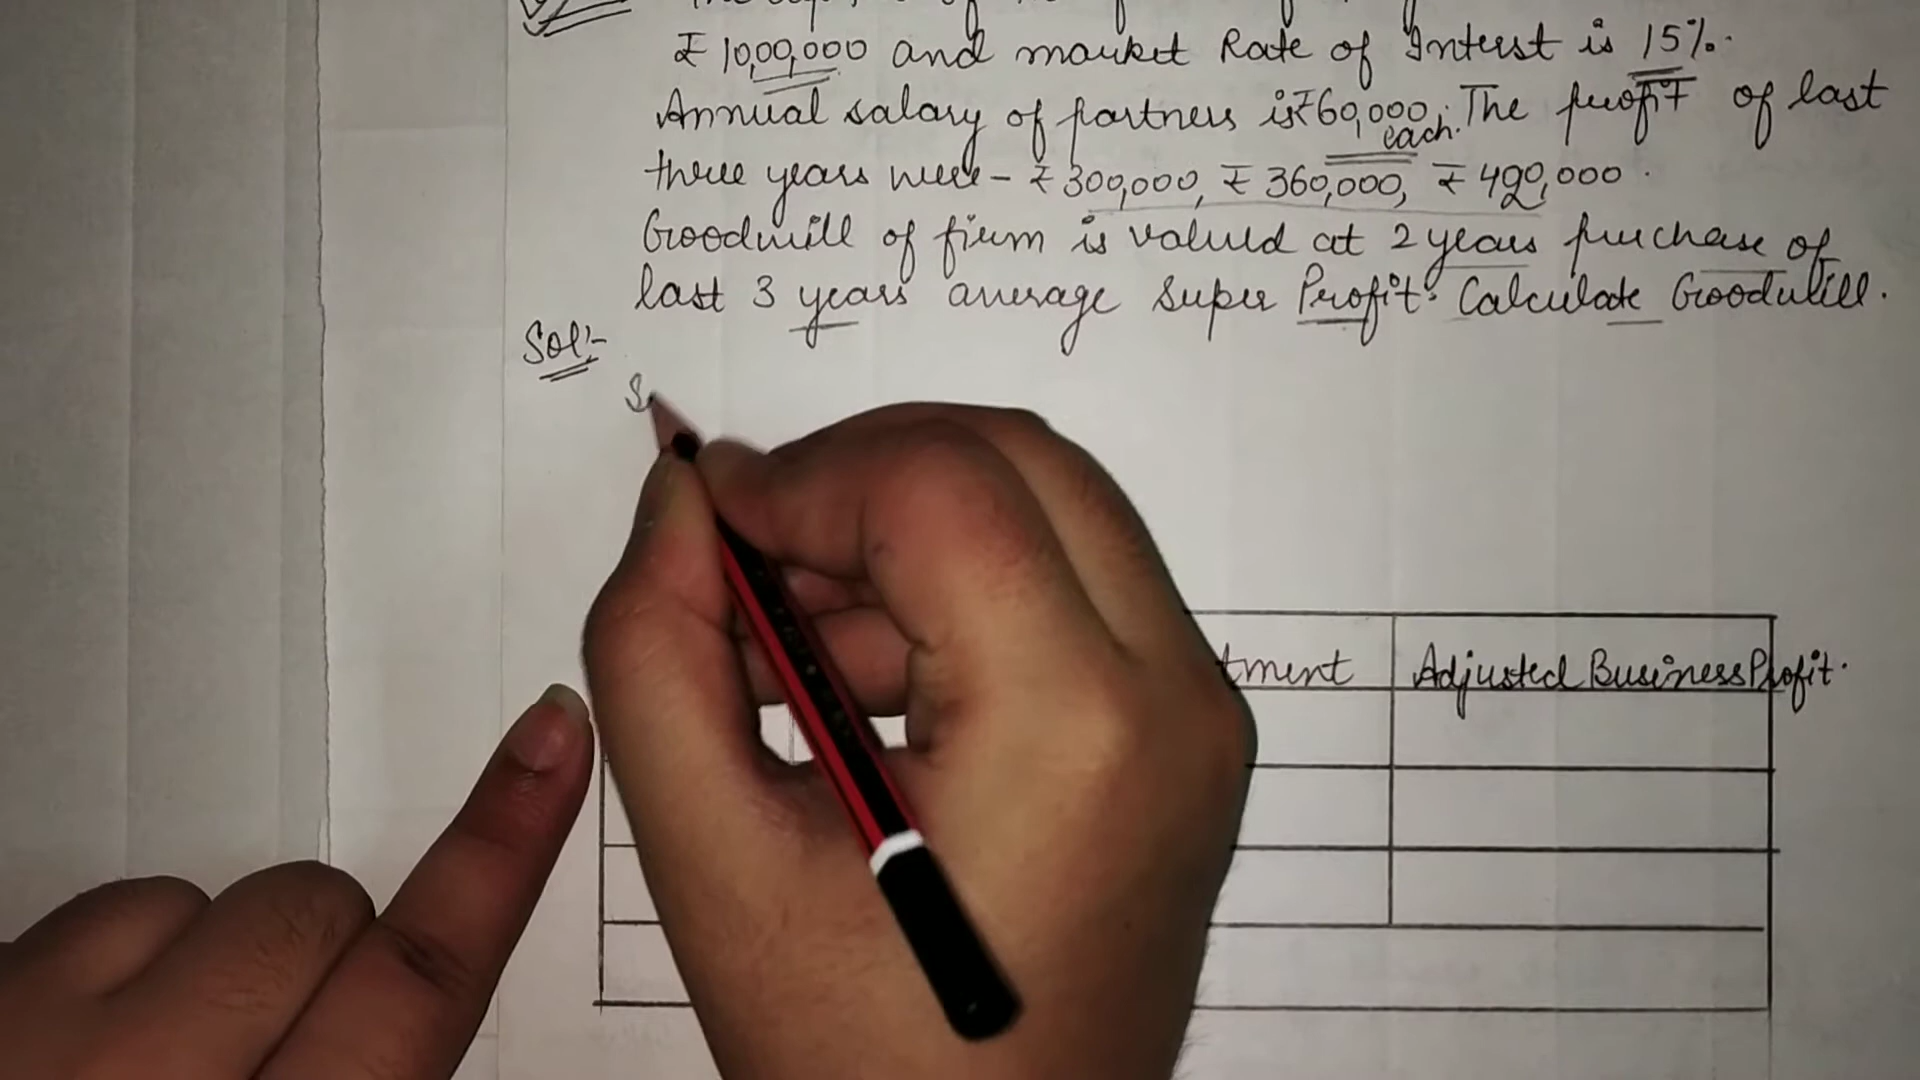 ₹ 10,00,000 and market Rate of Interst is 15%.
Annual salary of partners is ₹60,000. The profit of last
each.
three years were - ₹ 300,000, ₹ 360,000, ₹ 420,000.
Goodwill of firm is valued at 2 years purchase of
last 3 years average Super Profit. Calculate Goodwill.
Sol:-
tment Adjusted Business Profit.